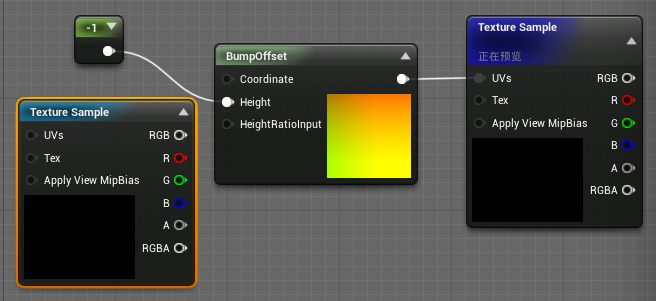 -1
Texture Sample
UVs RGB
Tex R
Apply View MipBias G
B
A
RGBA
BumpOffset
Coordinate
Height
HeightRatioInput
Texture Sample
正在预览
UVs RGB
Tex R
Apply View MipBias G
B
A
RGBA